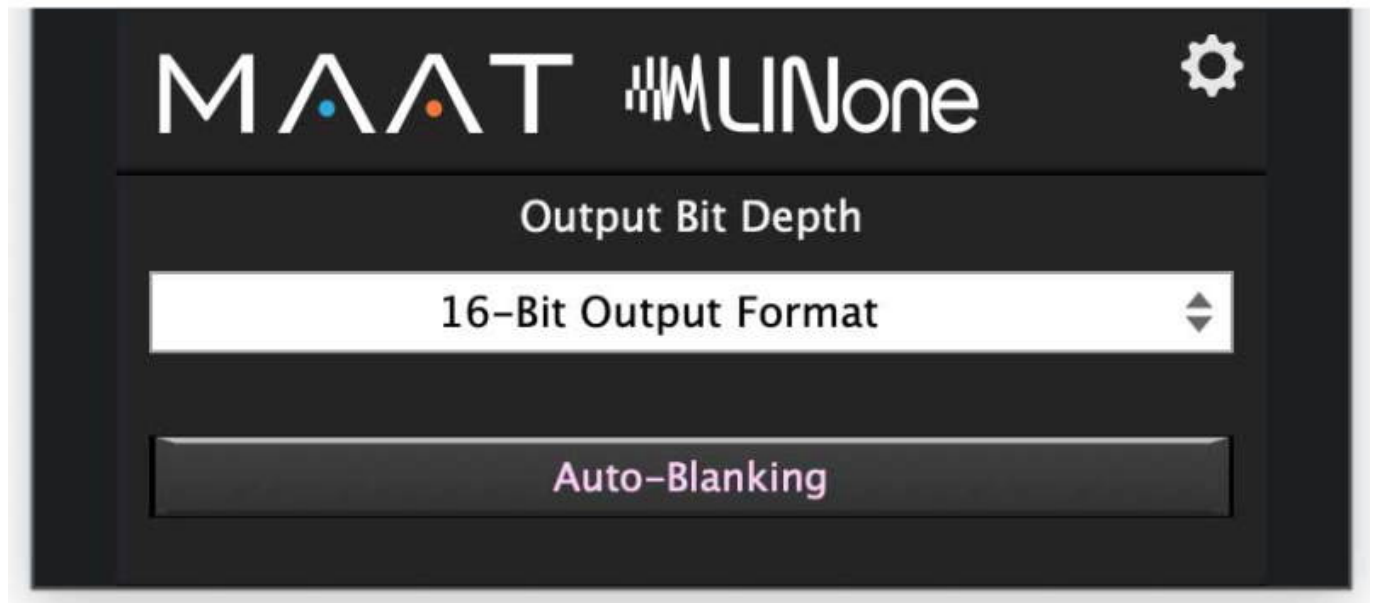 MAAT LINone
Output Bit Depth
16-Bit Output Format
Auto-Blanking